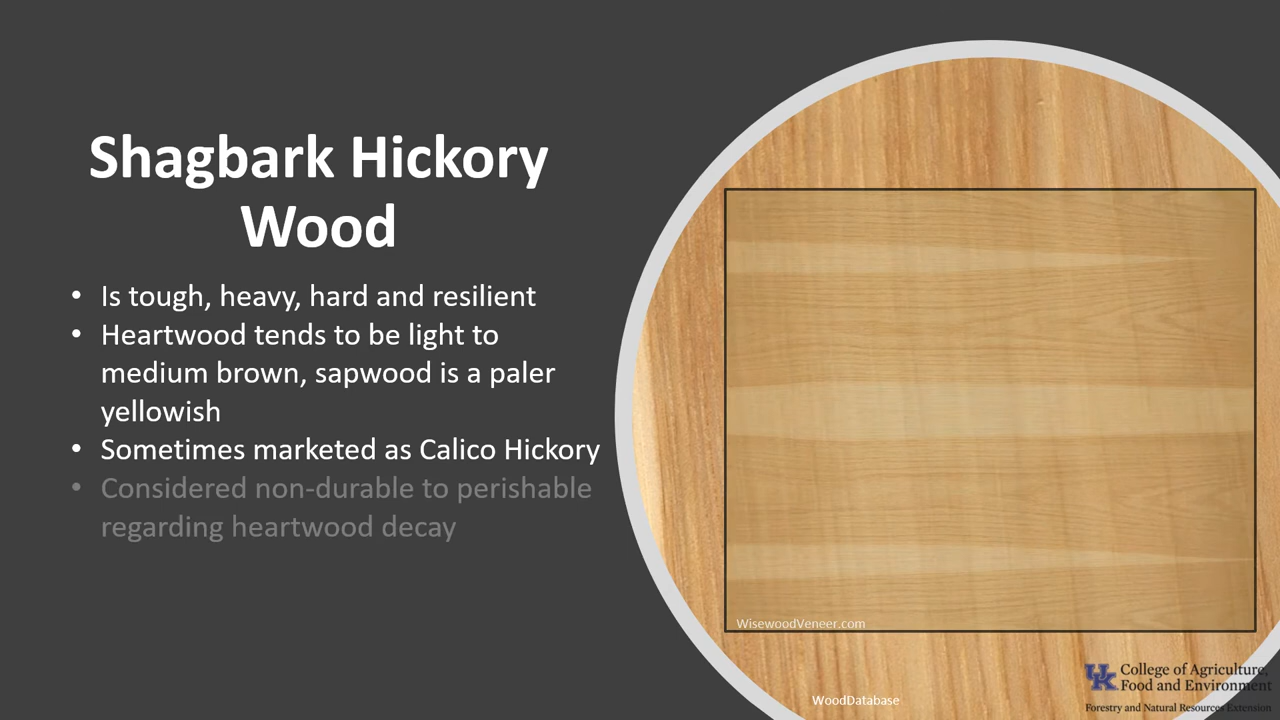 Shagbark Hickory
Wood
• Is tough, heavy, hard and resilient
• Heartwood tends to be light to
medium brown, sapwood is a paler
yellowish
• Sometimes marketed as Calico Hickory
• Considered non-durable to perishable
regarding heartwood decay
WisewoodVeneer.com
WoodDatabase
UK College of Agriculture,
Food and Environment
Forestry and Natural Resources Extension